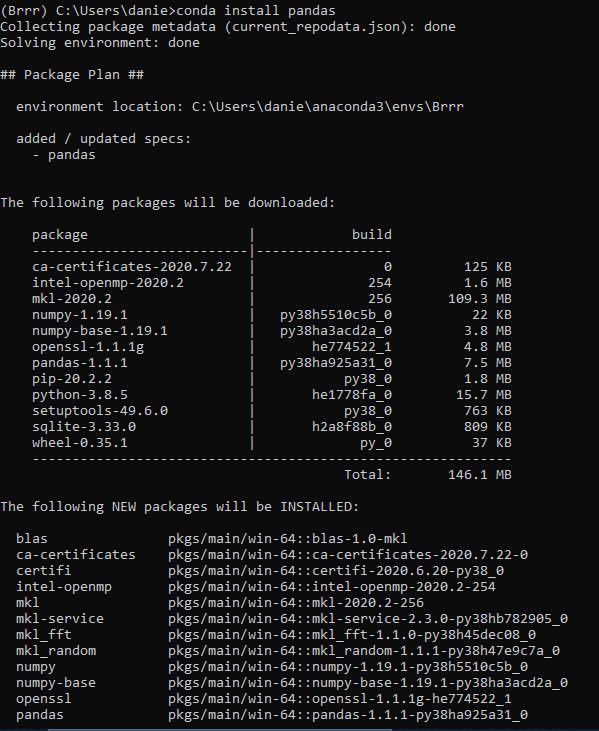 (Brrr) C:\Users\danie>conda install pandas
Collecting package metadata (current_repodata.json): done
Solving environment: done
## Package Plan ##
environment location: C:\Users\danie\anaconda3\envs\Brrr
added / updated specs:
- pandas
The following packages will be downloaded:
package | build
---------------------------|-----------------
ca-certificates-2020.7.22 | 0 125 KB
intel-openmp-2020.2 | 254 1.6 MB
mkl-2020.2 | 256 109.3 MB
numpy-1.19.1 | py38h5510c5b_0 22 KB
numpy-base-1.19.1 | py38ha3acd2a_0 3.8 MB
openssl-1.1.1g | he774522_1 4.8 MB
pandas-1.1.1 | py38ha925a31_0 7.5 MB
pip-20.2.2 | py38_0 1.8 MB
python-3.8.5 | he1778fa_0 15.7 MB
setuptools-49.6.0 | py38_0 763 KB
sqlite-3.33.0 | h2a8f88b_0 809 KB
wheel-0.35.1 | py_0 37 KB
------------------------------------------------------------
Total: 146.1 MB
The following NEW packages will be INSTALLED:
blas pkgs/main/win-64::blas-1.0-mkl
ca-certificates pkgs/main/win-64::ca-certificates-2020.7.22-0
certifi pkgs/main/win-64::certifi-2020.6.20-py38_0
intel-openmp pkgs/main/win-64::intel-openmp-2020.2-254
mkl pkgs/main/win-64::mkl-2020.2-256
mkl-service pkgs/main/win-64::mkl-service-2.3.0-py38hb782905_0
mkl_fft pkgs/main/win-64::mkl_fft-1.1.0-py38h45dec08_0
mkl_random pkgs/main/win-64::mkl_random-1.1.1-py38h47e9c7a_0
numpy pkgs/main/win-64::numpy-1.19.1-py38h5510c5b_0
numpy-base pkgs/main/win-64::numpy-base-1.19.1-py38ha3acd2a_0
openssl pkgs/main/win-64::openssl-1.1.1g-he774522_1
pandas pkgs/main/win-64::pandas-1.1.1-py38ha925a31_0